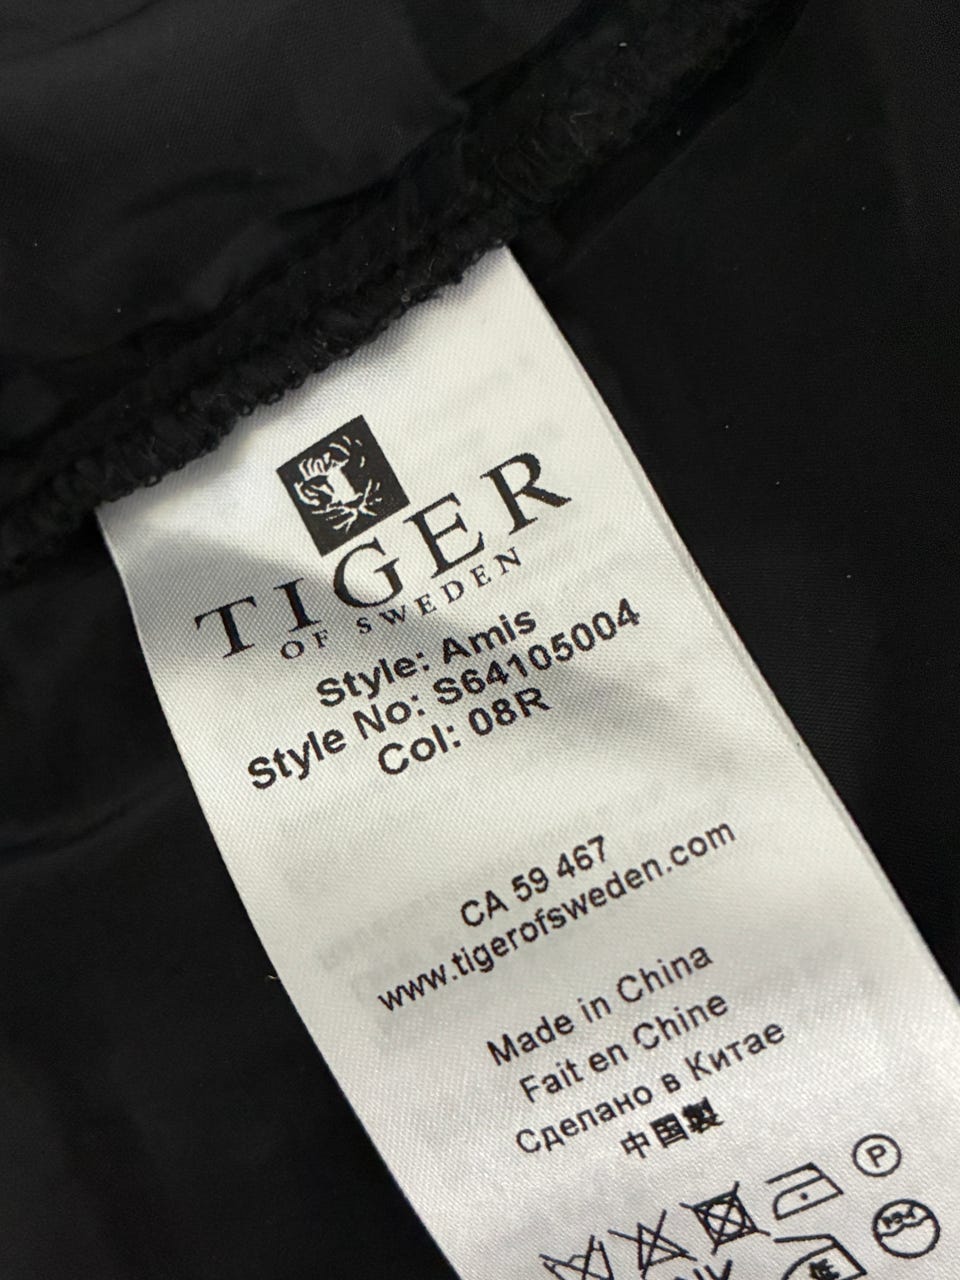 TIGER
OF SWEDEN
Style: Amis
Style No: S64105004
Col: 08R
CA 59 467
www.tigerofsweden.com
Made in China
Fait en Chine
Сделано в Китае
中国製
P
低